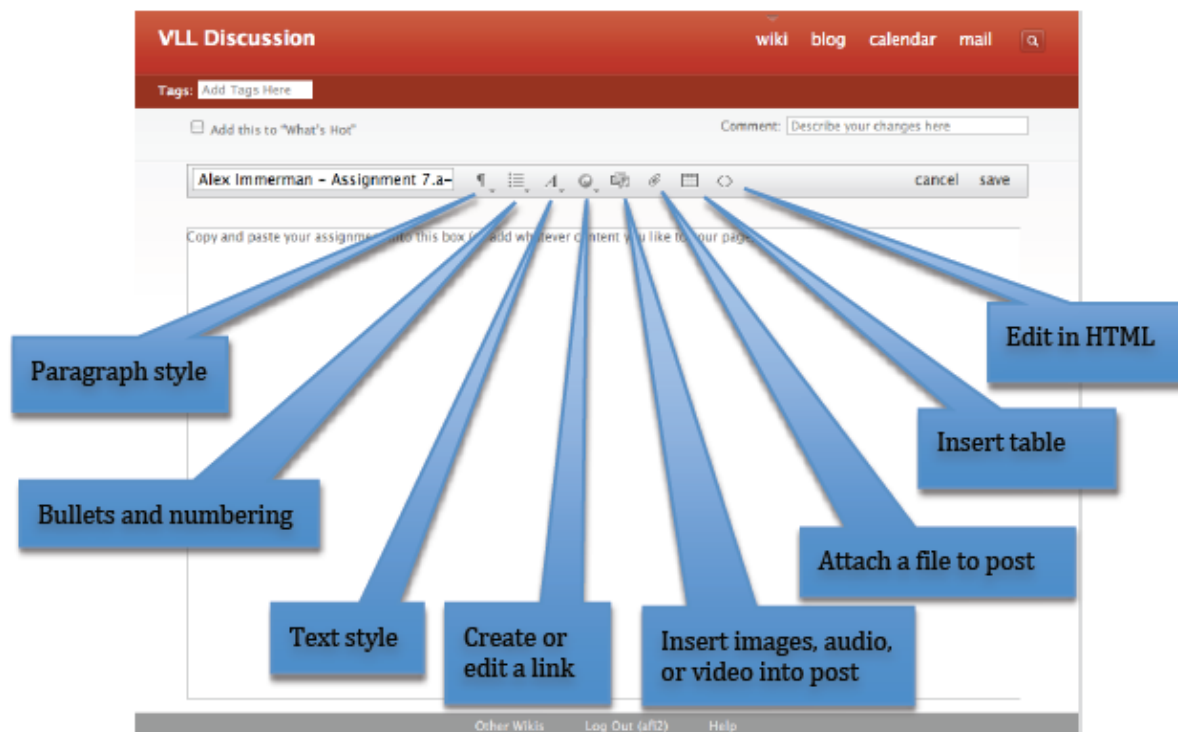 VLL Discussion
wiki blog calendar mail
Tags: Add Tags Here
Add this to "What's Hot"
Comment: Describe your changes here
Alex Immerman - Assignment 7.a-
cancel save
Copy and paste your assignment into this box add whatever content you like to your page
Edit in HTML
Paragraph style
Insert table
Bullets and numbering
Attach a file to post
Text style
Create or
edit a link
Insert images, audio,
or video into post
Other Wikis Log Out (afl2) Help